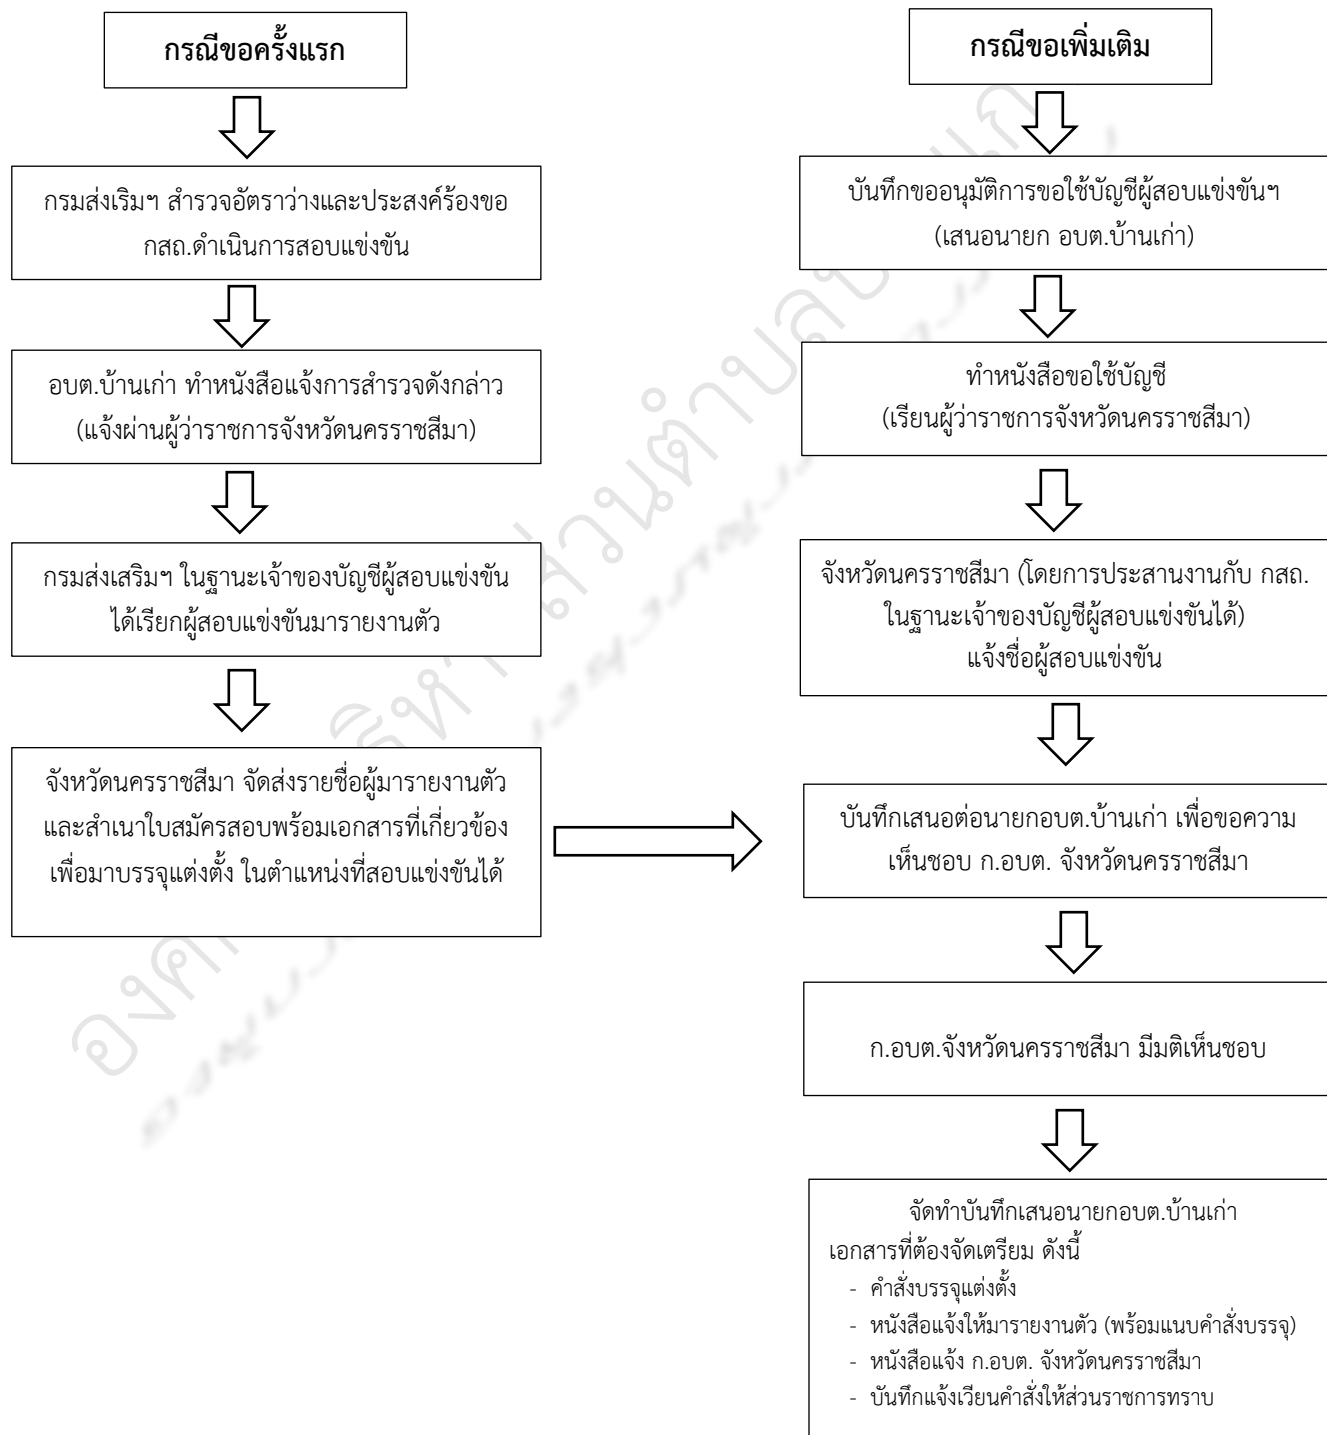 กรณีขอครั้งแรก
กรมส่งเริมฯ สำรวจอัตราว่างและประสงค์ร้องขอ
กสถ.ดำเนินการสอบแข่งขัน
อบต.บ้านเก่า ทำหนังสือแจ้งการสำรวจดังกล่าว
(แจ้งผ่านผู้ว่าราชการจังหวัดนครราชสีมา)
กรมส่งเสริมฯ ในฐานะเจ้าของบัญชีผู้สอบแข่งขัน
ได้เรียกผู้สอบแข่งขันมารายงานตัว
จังหวัดนครราชสีมา จัดส่งรายชื่อผู้มารายงานตัว
และสำเนาใบสมัครสอบพร้อมเอกสารที่เกี่ยวข้อง
เพื่อมาบรรจุแต่งตั้ง ในตำแหน่งที่สอบแข่งขันได้
กรณีขอเพิ่มเติม
บันทึกขออนุมัติการขอใช้บัญชีผู้สอบแข่งขันฯ
(เสนอนายก อบต.บ้านเก่า)
ทำหนังสือขอใช้บัญชี
(เรียนผู้ว่าราชการจังหวัดนครราชสีมา)
จังหวัดนครราชสีมา (โดยการประสานงานกับ กสถ.
ในฐานะเจ้าของบัญชีผู้สอบแข่งขันได้)
แจ้งชื่อผู้สอบแข่งขัน
บันทึกเสนอต่อนายกอบต.บ้านเก่า เพื่อขอความ
เห็นชอบ ก.อบต. จังหวัดนครราชสีมา
ก.อบต.จังหวัดนครราชสีมา มีมติเห็นชอบ
จัดทำบันทึกเสนอนายกอบต.บ้านเก่า
เอกสารที่ต้องจัดเตรียม ดังนี้
- คำสั่งบรรจุแต่งตั้ง
- หนังสือแจ้งให้มารายงานตัว (พร้อมแนบคำสั่งบรรจุ)
- หนังสือแจ้ง ก.อบต. จังหวัดนครราชสีมา
- บันทึกแจ้งเวียนคำสั่งให้ส่วนราชการทราบ